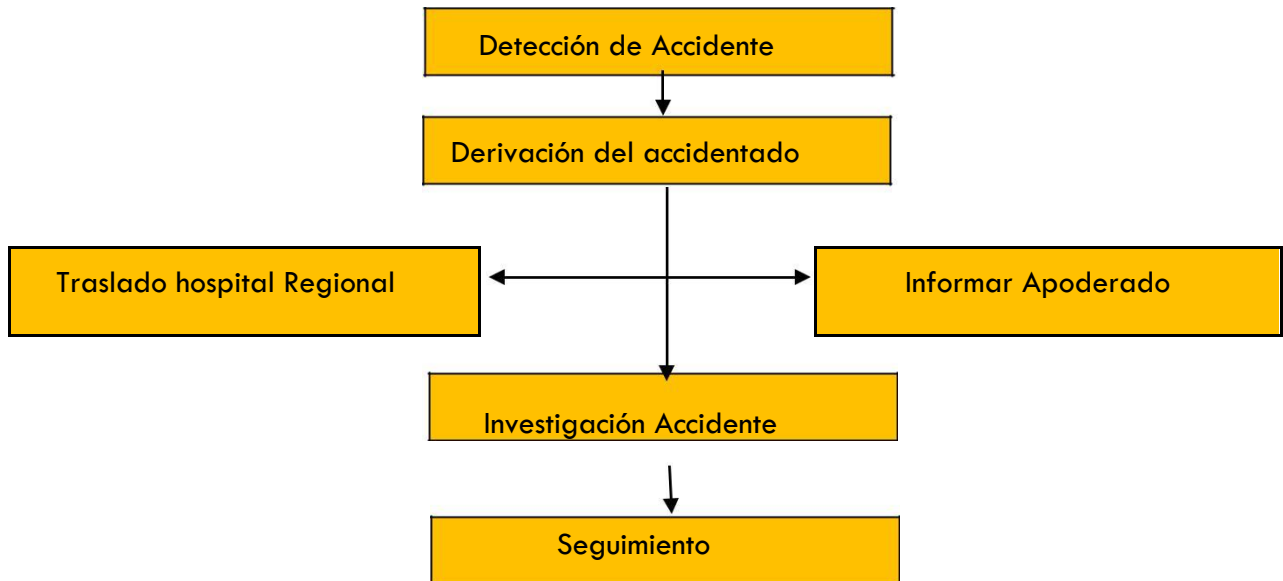 Detección de Accidente
Derivación del accidentado
Traslado hospital Regional
Informar Apoderado
Investigación Accidente
Seguimiento